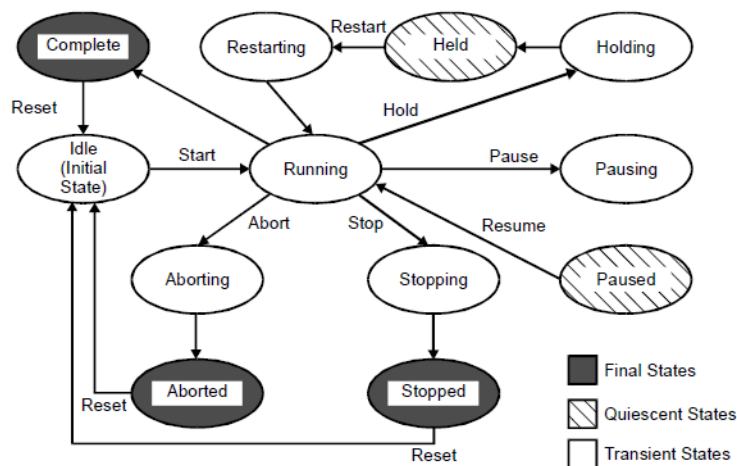 Complete
Restarting
Restart
Held
Holding
Reset
Hold
Idle
(Initial
State)
Start
Running
Pause
Pausing
Abort
Stop
Resume
Aborting
Stopping
Paused
Aborted
Reset
Stopped
Reset
Final States
Quiescent States
Transient States